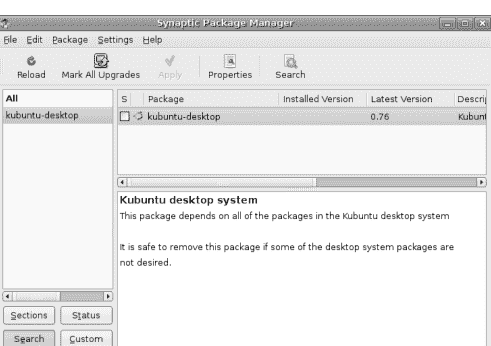 Synaptic Package Manager
File Edit Package Settings Help
Reload Mark All Upgrades Apply Properties Search
All
kubuntu-desktop
S Package Installed Version Latest Version Descrip
kubuntu-desktop 0.76 Kubunt
Kubuntu desktop system
This package depends on all of the packages in the Kubuntu desktop system
It is safe to remove this package if some of the desktop system packages are
not desired.
Sections Status
Search Custom